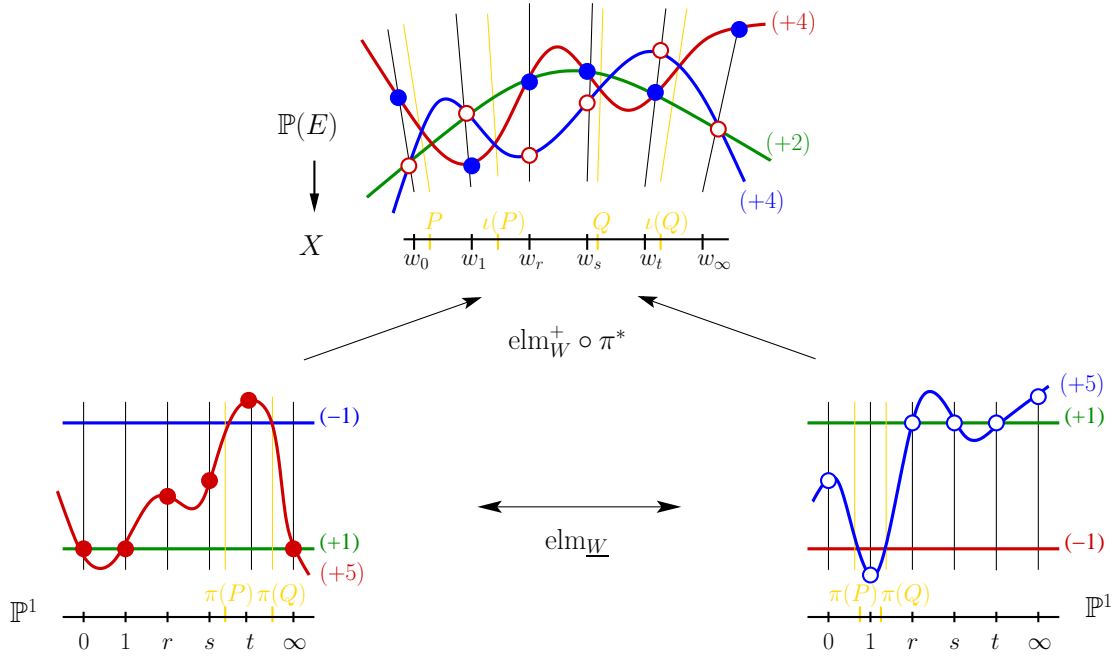 (+4)
ℙ(E)
(+2)
(+4)
P ι(P) Q ι(Q)
X
w₀ w₁ w_r w_s w_t w_∞
elm⁺_W ∘ π*
(−1)
(+1)
(+5)
π(P) π(Q)
ℙ¹
0 1 r s t ∞
elm_W̲
(+5)
(+1)
(−1)
π(P) π(Q)
ℙ¹
0 1 r s t ∞